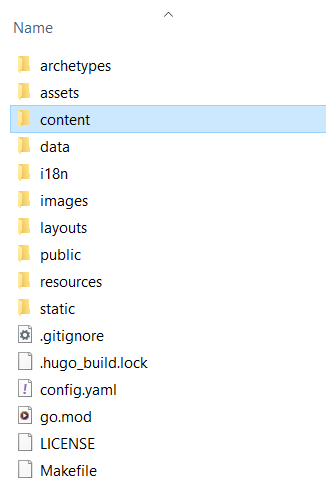 Name
archetypes
assets
content
data
i18n
images
layouts
public
resources
static
.gitignore
.hugo_build.lock
config.yaml
go.mod
LICENSE
Makefile